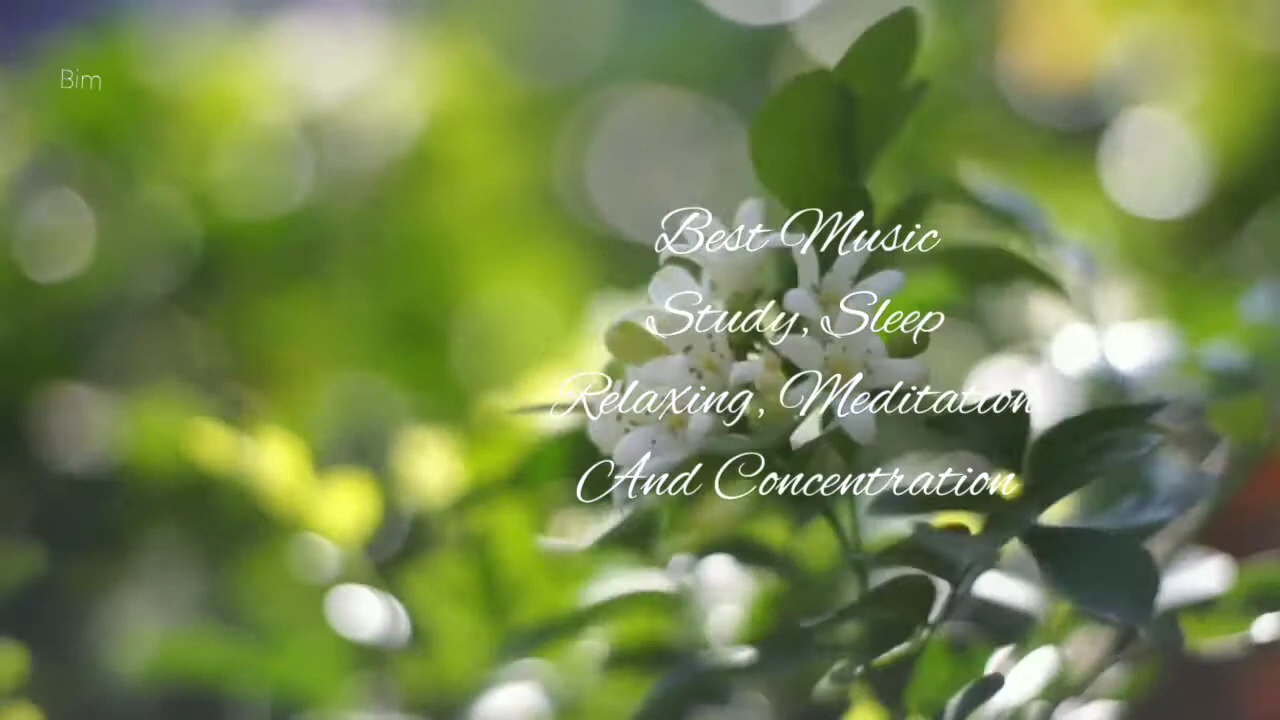 Bim
Best Music
Study, Sleep
Relaxing, Meditation
And Concentration